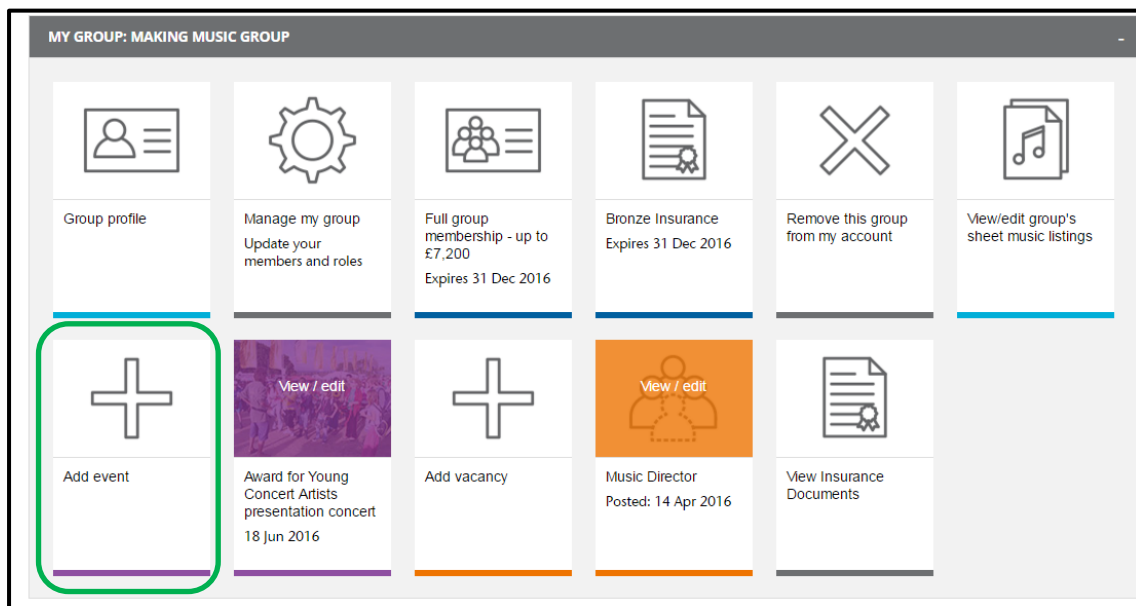 MY GROUP: MAKING MUSIC GROUP -
Group profile
Manage my group
Update your
members and roles
Full group
membership - up to
£7,200
Expires 31 Dec 2016
Bronze Insurance
Expires 31 Dec 2016
Remove this group
from my account
View/edit group's
sheet music listings
Add event
View / edit
Award for Young
Concert Artists
presentation concert
18 Jun 2016
Add vacancy
View / edit
Music Director
Posted: 14 Apr 2016
View Insurance
Documents